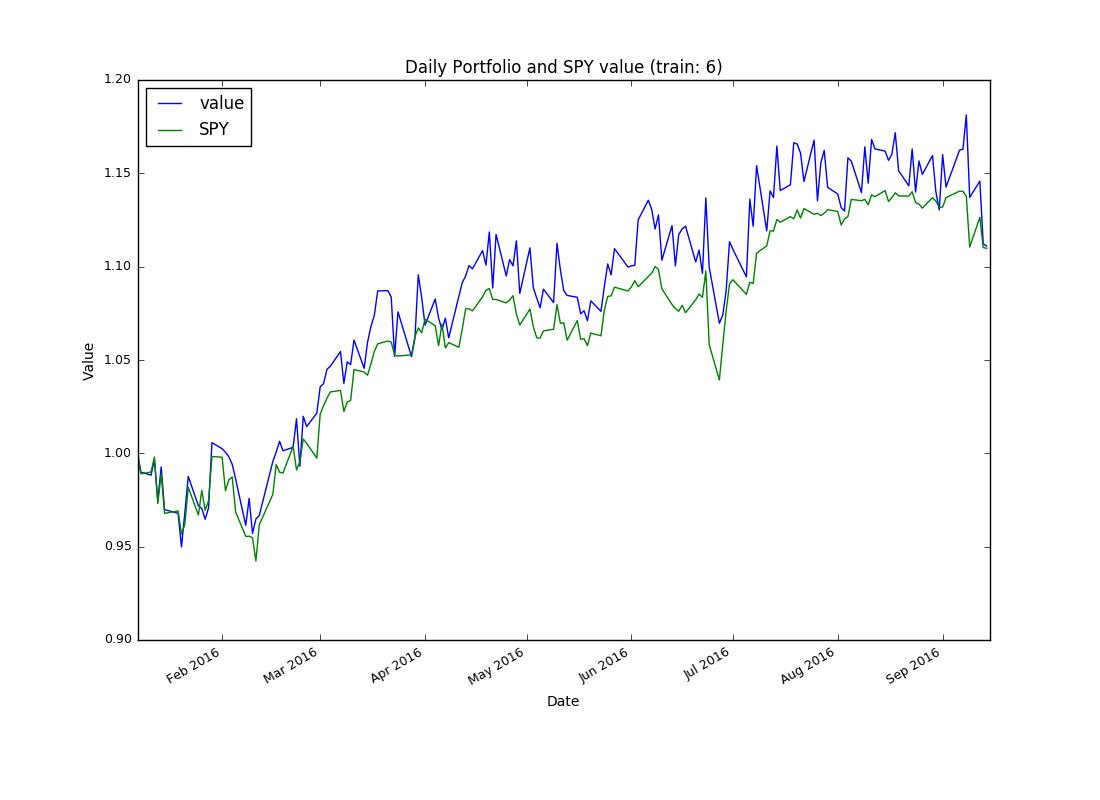 Daily Portfolio and SPY value (train: 6)
1.20
value
SPY
1.15
1.10
Value
1.05
1.00
0.95
0.90
Feb 2016
Mar 2016
Apr 2016
May 2016
Jun 2016
Jul 2016
Aug 2016
Sep 2016
Date